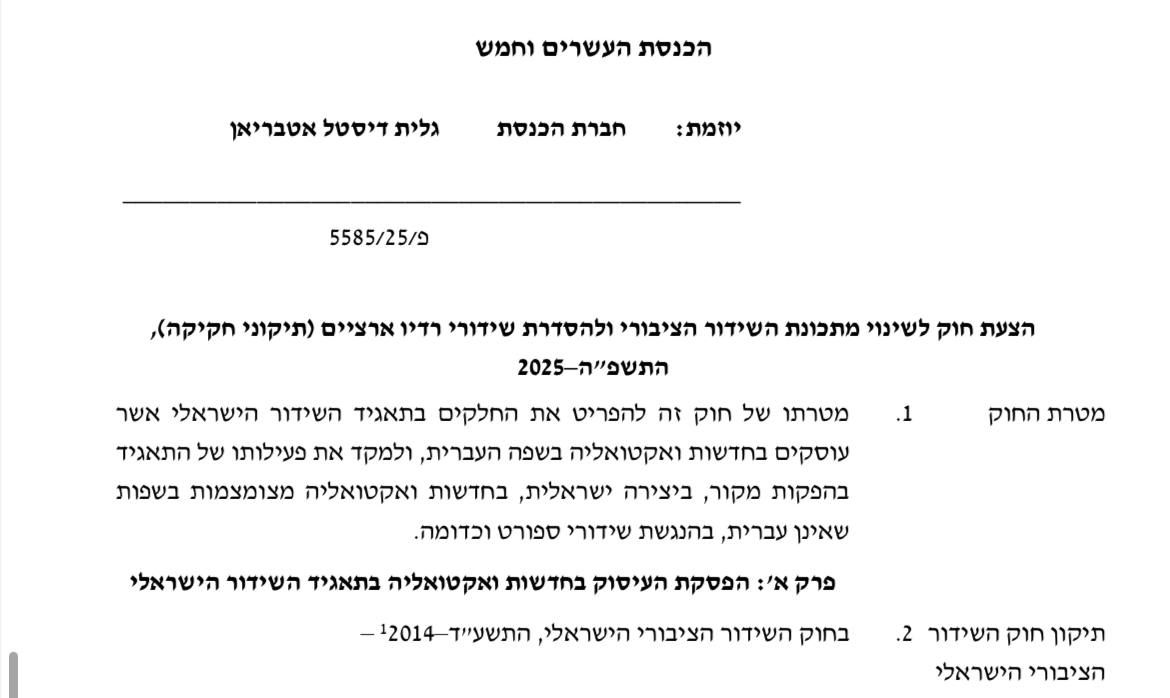 הכנסת העשרים וחמש
יוזמת: חברת הכנסת גלית דיסטל אטבריאן
פ/5585/25
הצעת חוק לשינוי מתכונת השידור הציבורי ולהסדרת שידורי רדיו ארציים (תיקוני חקיקה),
התשפ"ה–2025
מטרת החוק 1. מטרתו של חוק זה להפריט את החלקים בתאגיד השידור הישראלי אשר
עוסקים בחדשות ואקטואליה בשפה העברית, ולמקד את פעילותו של התאגיד
בהפקות מקור, ביצירה ישראלית, בחדשות ואקטואליה מצומצמות בשפות
שאינן עברית, בהנגשת שידורי ספורט וכדומה.
פרק א': הפסקת העיסוק בחדשות ואקטואליה בתאגיד השידור הישראלי
תיקון חוק השידור 2. בחוק השידור הציבורי הישראלי, התשע"ד–2014¹ –
הציבורי הישראלי